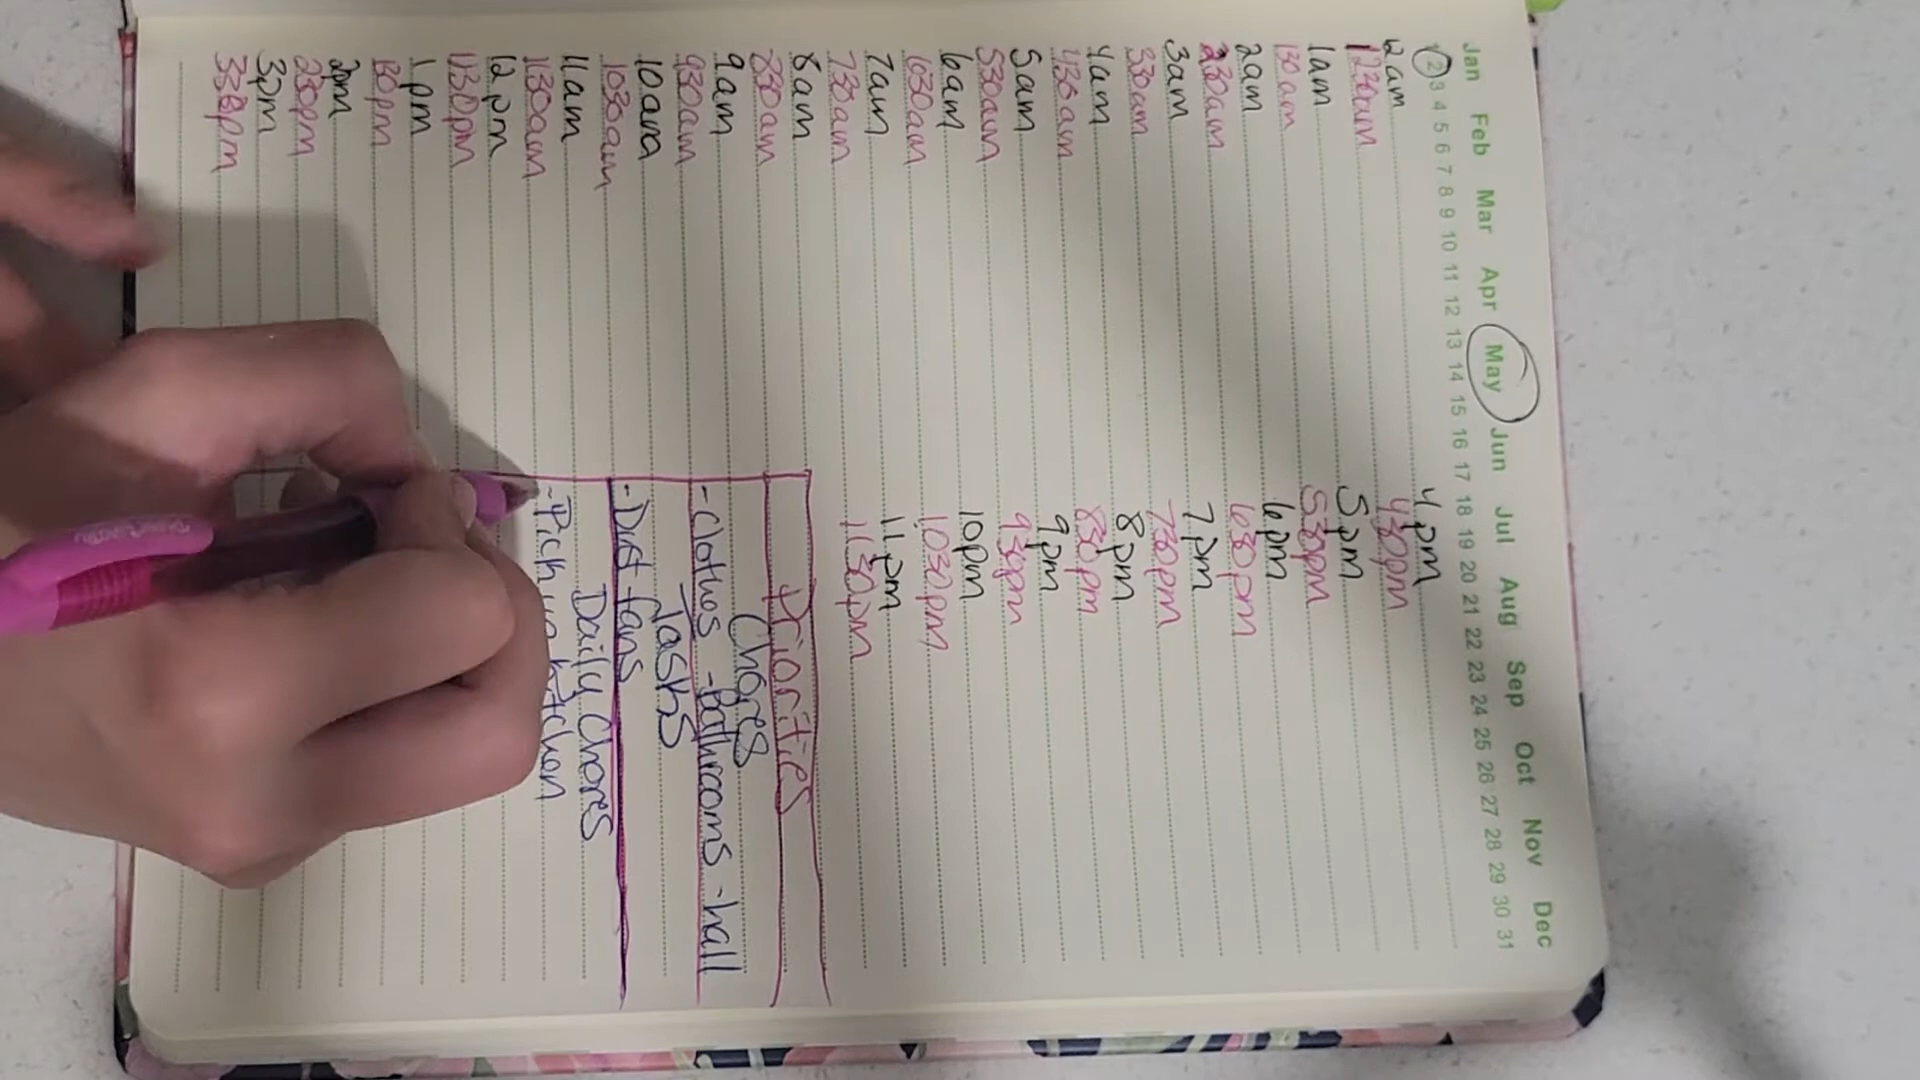 Jan Feb Mar Apr May Jun Jul Aug Sep Oct Nov Dec
1 2 3 4 5 6 7 8 9 10 11 12 13 14 15 16 17 18 19 20 21 22 23 24 25 26 27 28 29 30 31
12am
1230am
1am
130am
2am
230am
3am
330am
4am
430am
5am
530am
6am
630am
7am
730am
8am
830am
9am
930am
10am
1030am
11am
1130am
12pm
1230pm
1pm
130pm
2pm
230pm
3pm
330pm
4pm
430pm
5pm
530pm
6pm
630pm
7pm
730pm
8pm
830pm
9pm
930pm
10pm
1030pm
11pm
1130pm
Priorities
Chores
-Clothes -Bathrooms -hall
Tasks
-Dust fans
Daily Chores
-Pick up kitchen